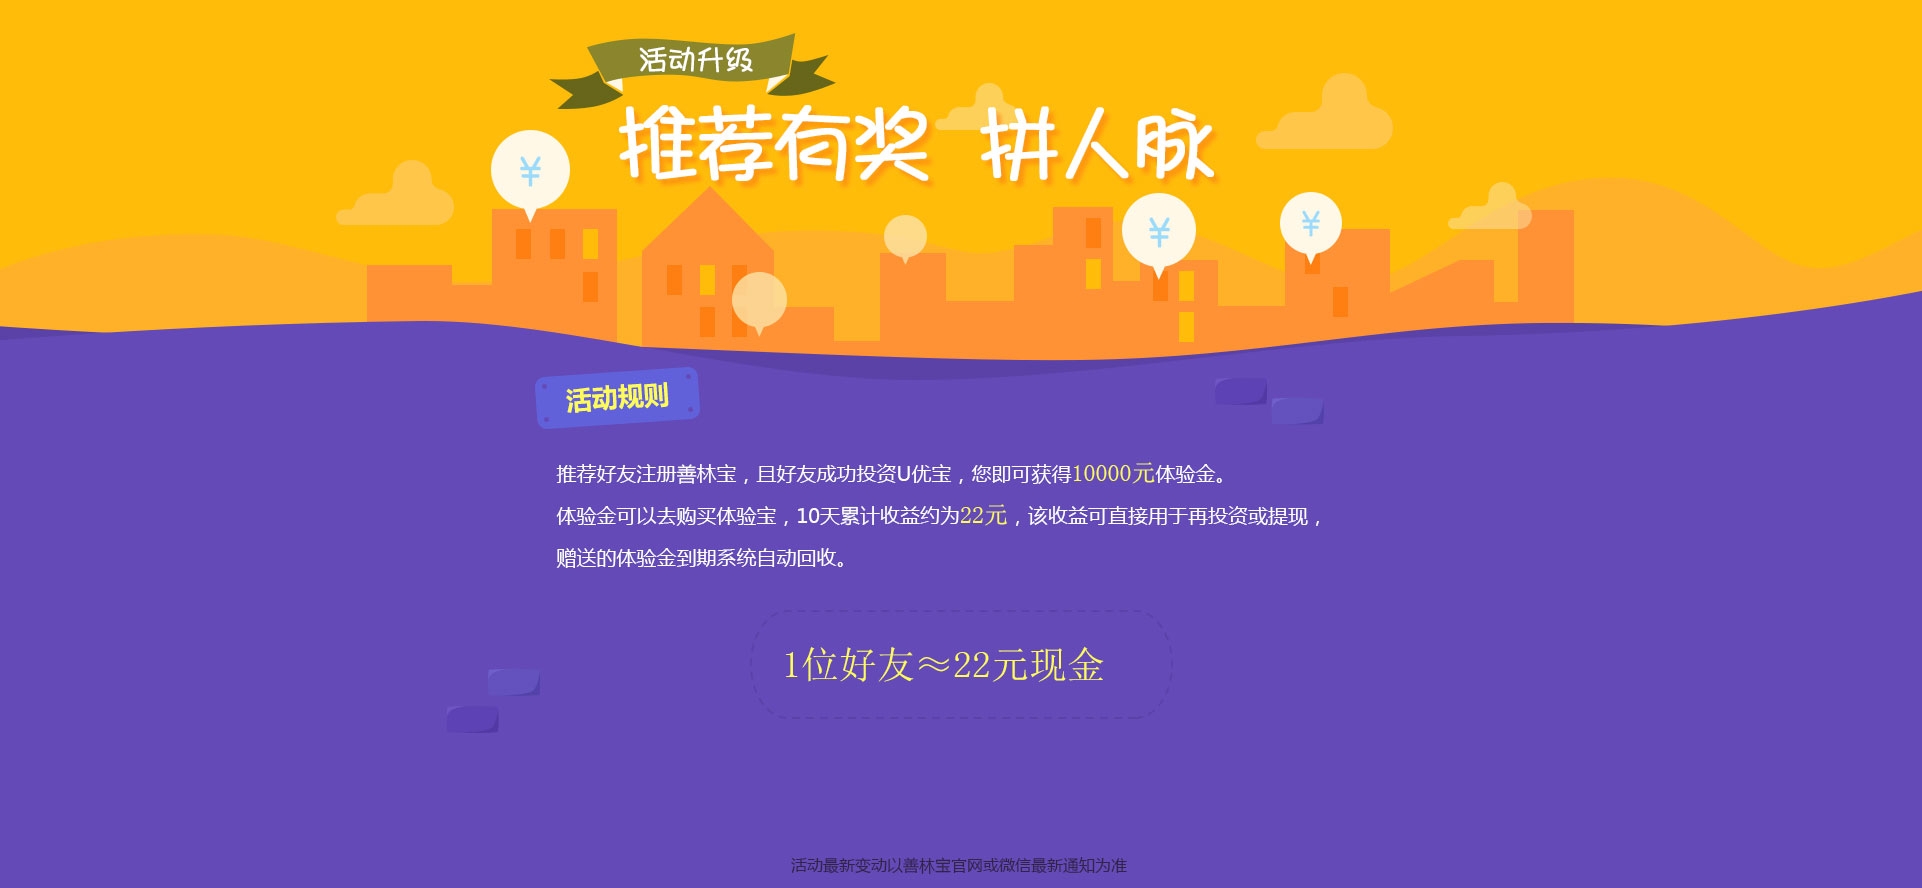 活动升级
推荐有奖 拼人脉
¥
¥
¥
活动规则
推荐好友注册善林宝，且好友成功投资U优宝，您即可获得10000元体验金。
体验金可以去购买体验宝，10天累计收益约为22元，该收益可直接用于再投资或提现，
赠送的体验金到期系统自动回收。
1位好友≈22元现金
活动最新变动以善林宝官网或微信最新通知为准